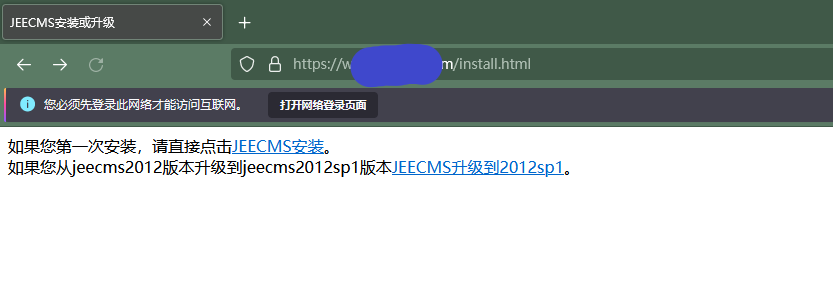 JEECMS安装或升级
https://w m/install.html
您必须先登录此网络才能访问互联网。 打开网络登录页面
如果您第一次安装，请直接点击JEECMS安装。
如果您从jeecms2012版本升级到jeecms2012sp1版本JEECMS升级到2012sp1。